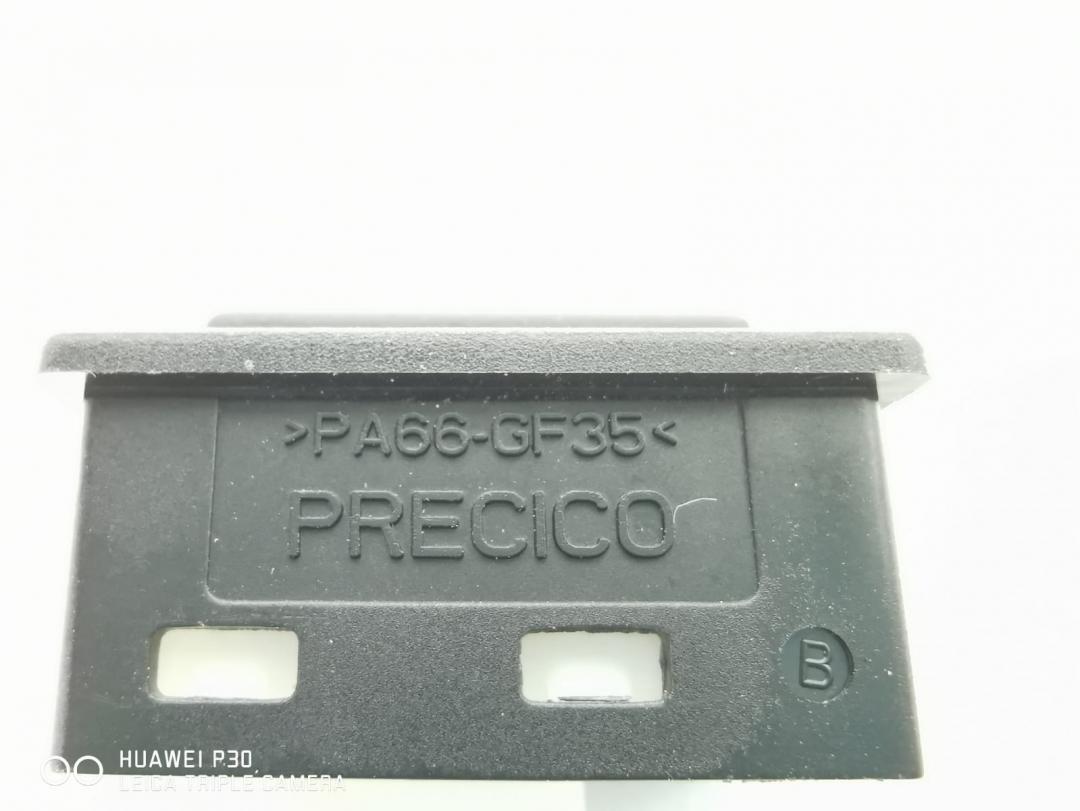 >PA66-GF35<
PRECICO
B
HUAWEI P30
LEICA TRIPLE CAMERA